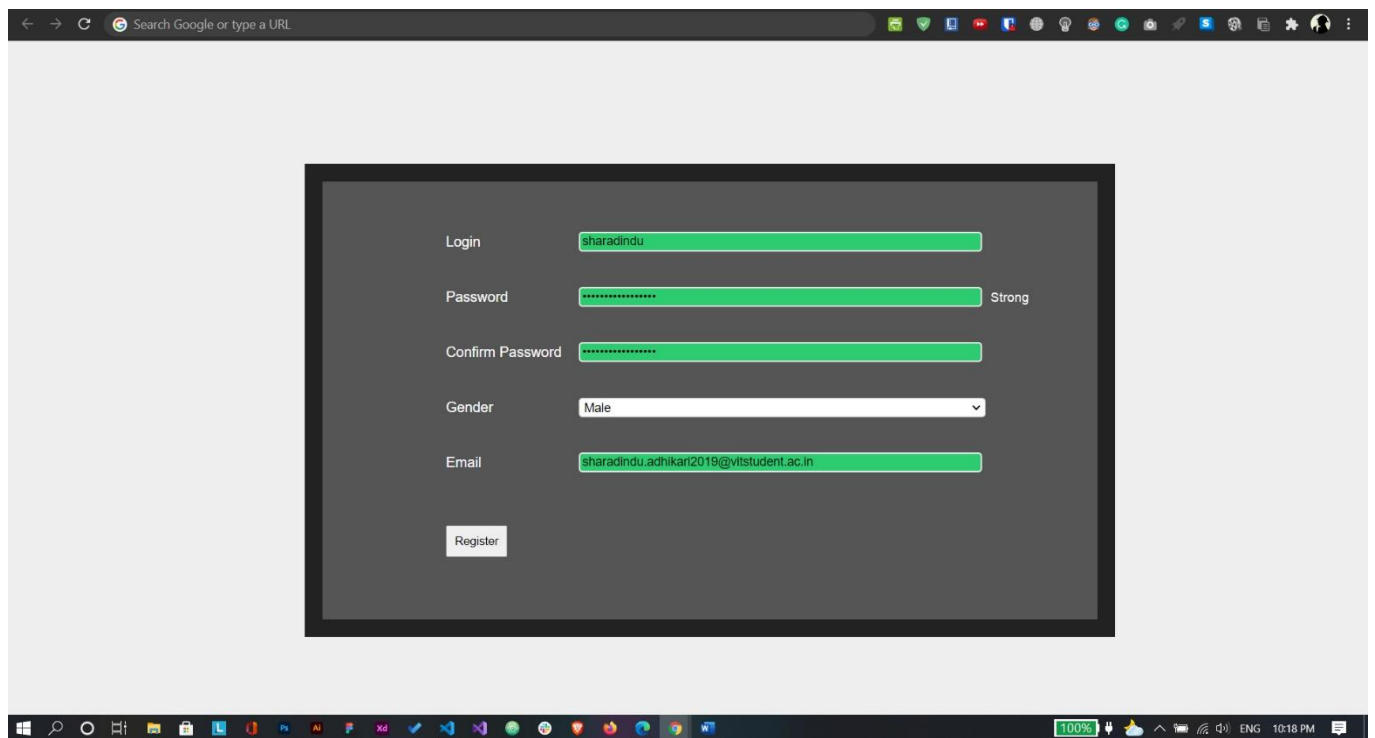 Search Google or type a URL
Login sharadindu
Password ••••••••••••••••• Strong
Confirm Password •••••••••••••••••
Gender Male
Email sharadindu.adhikari2019@vitstudent.ac.in
Register
100% ENG 10:18 PM